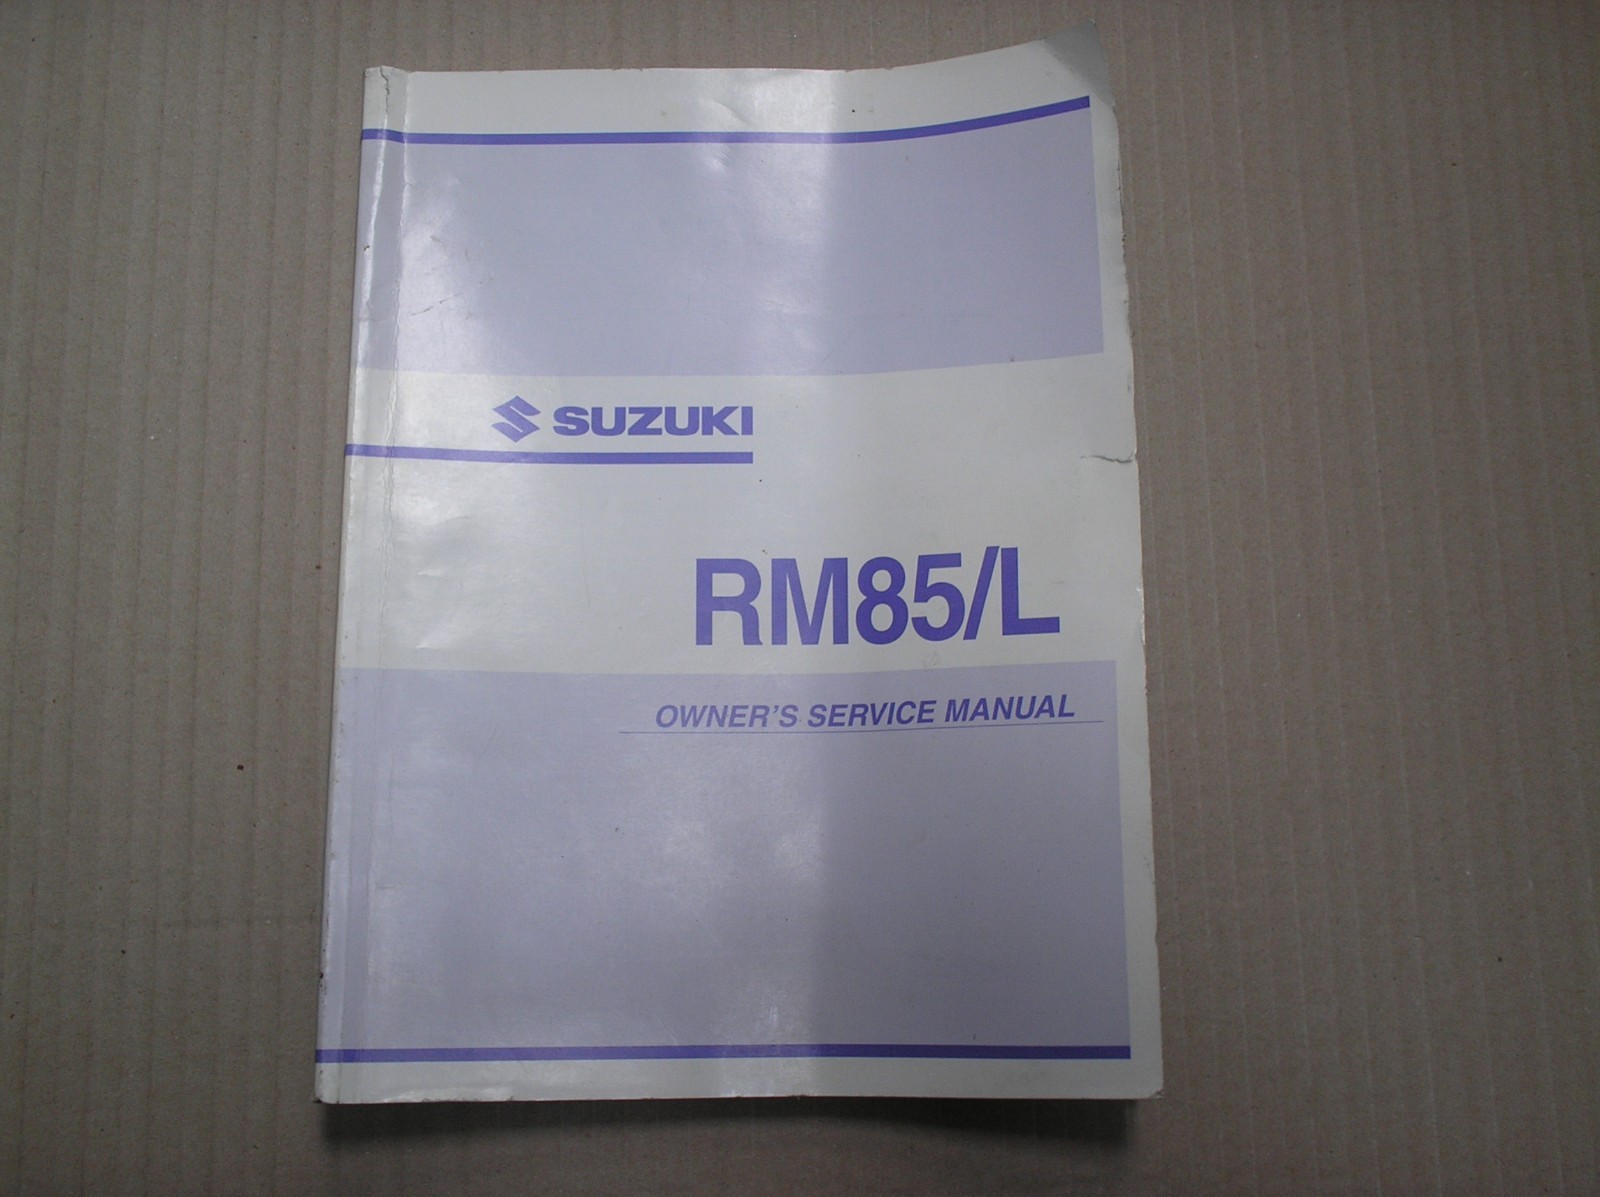 SUZUKI
RM85/L
OWNER'S SERVICE MANUAL